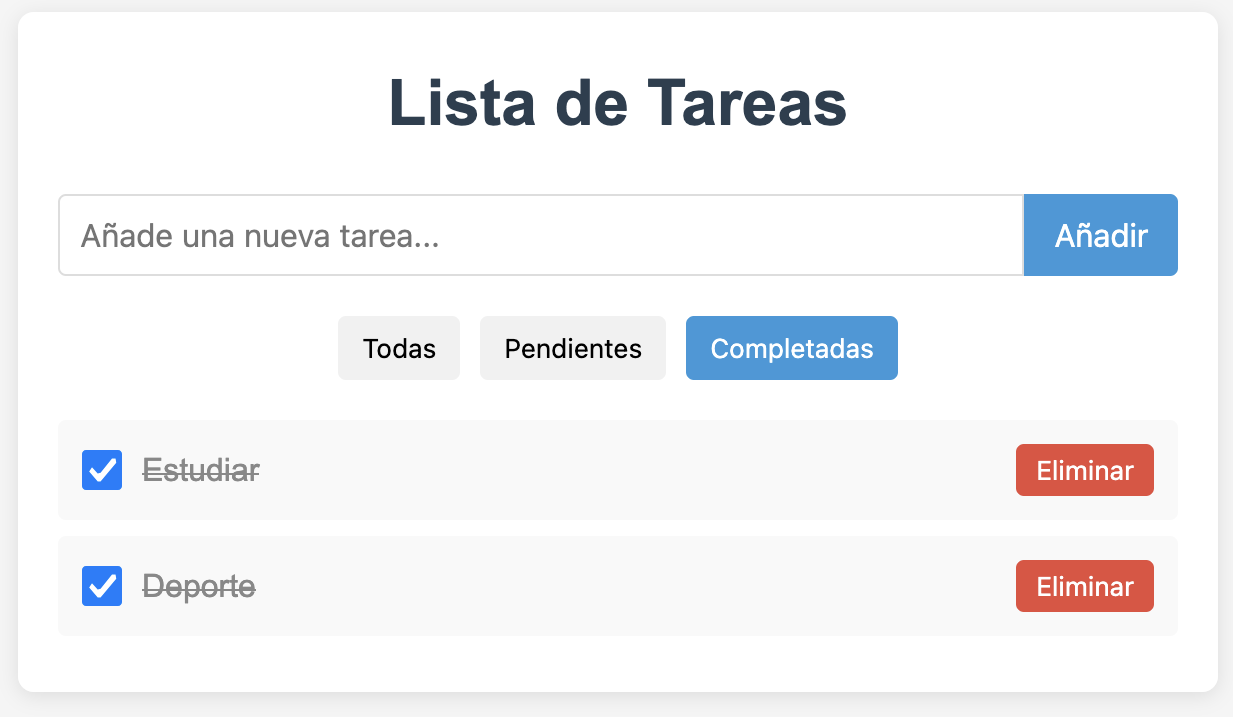 Lista de Tareas
Añade una nueva tarea...
Añadir
Todas
Pendientes
Completadas
Estudiar
Eliminar
Deporte
Eliminar